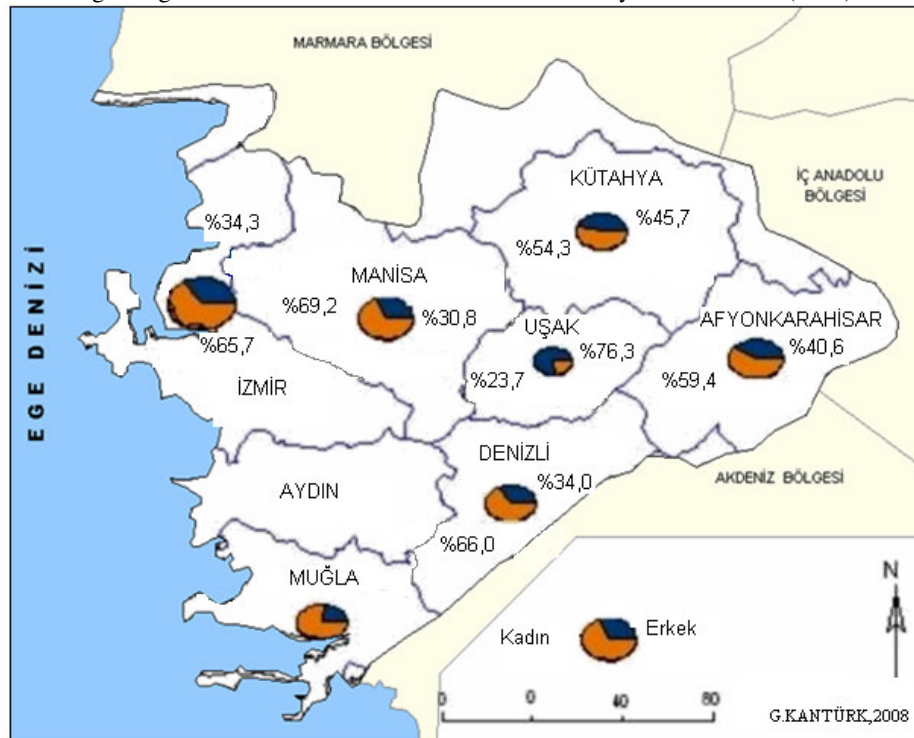 MARMARA BÖLGESİ
KÜTAHYA
İÇ ANADOLU
BÖLGESİ
%34,3
%45,7
%54,3
EGE DENİZİ
MANİSA
%69,2
%30,8
UŞAK
AFYONKARAHİSAR
%65,7
%76,3
%40,6
%23,7
%59,4
İZMİR
DENİZLİ
%34,0
AKDENİZ BÖLGESİ
AYDIN
%66,0
MUĞLA
N
Kadın
Erkek
0
40
80
G.KANTÜRK,2008